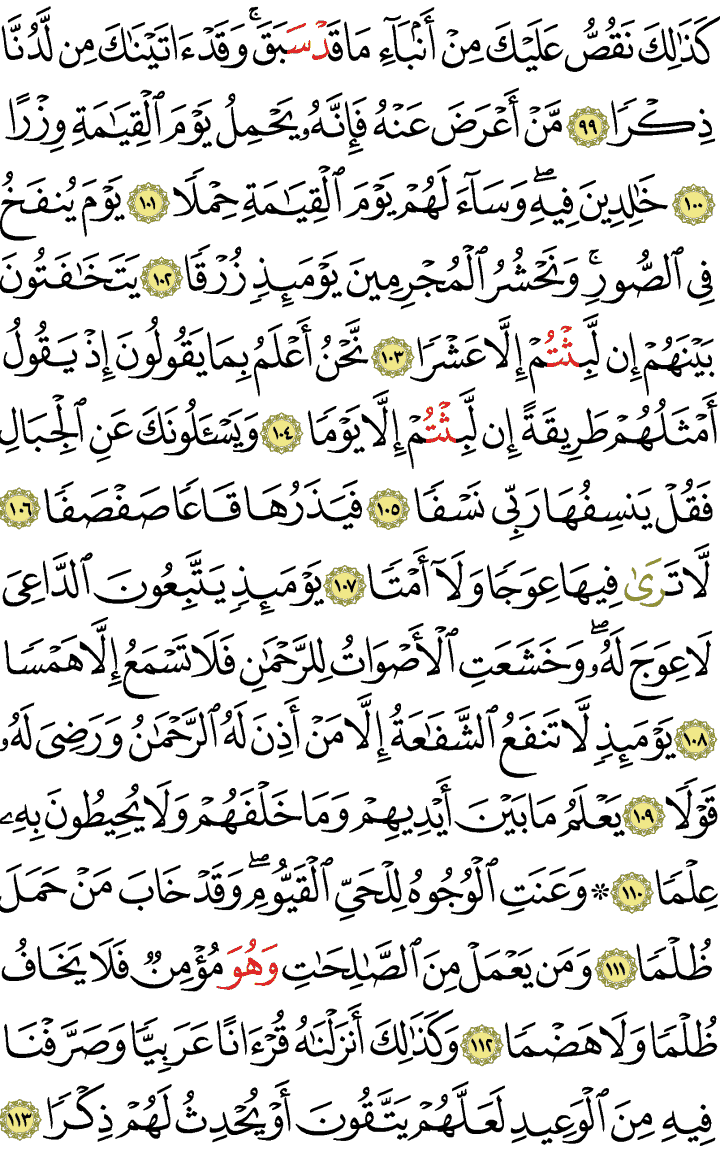 كَذَٰلِكَ نَقُصُّ عَلَيْكَ مِنْ أَنۢبَآءِ مَا قَدْ سَبَقَ ۚ وَقَدْ ءَاتَيْنَٰكَ مِن لَّدُنَّا
ذِكْرًا ٩٩ مَّنْ أَعْرَضَ عَنْهُ فَإِنَّهُۥ يَحْمِلُ يَوْمَ ٱلْقِيَٰمَةِ وِزْرًا
١٠٠ خَٰلِدِينَ فِيهِ ۖ وَسَآءَ لَهُمْ يَوْمَ ٱلْقِيَٰمَةِ حِمْلًا ١٠١ يَوْمَ يُنفَخُ
فِى ٱلصُّورِ ۚ وَنَحْشُرُ ٱلْمُجْرِمِينَ يَوْمَئِذٍ زُرْقًا ١٠٢ يَتَخَٰفَتُونَ
بَيْنَهُمْ إِن لَّبِثْتُمْ إِلَّا عَشْرًا ١٠٣ نَّحْنُ أَعْلَمُ بِمَا يَقُولُونَ إِذْ يَقُولُ
أَمْثَلُهُمْ طَرِيقَةً إِن لَّبِثْتُمْ إِلَّا يَوْمًا ١٠٤ وَيَسْـَٔلُونَكَ عَنِ ٱلْجِبَالِ
فَقُلْ يَنسِفُهَا رَبِّى نَسْفًا ١٠٥ فَيَذَرُهَا قَاعًا صَفْصَفًا ١٠٦
لَّا تَرَىٰ فِيهَا عِوَجًا وَلَآ أَمْتًا ١٠٧ يَوْمَئِذٍ يَتَّبِعُونَ ٱلدَّاعِىَ
لَا عِوَجَ لَهُۥ ۖ وَخَشَعَتِ ٱلْأَصْوَاتُ لِلرَّحْمَٰنِ فَلَا تَسْمَعُ إِلَّا هَمْسًا
١٠٨ يَوْمَئِذٍ لَّا تَنفَعُ ٱلشَّفَٰعَةُ إِلَّا مَنْ أَذِنَ لَهُ ٱلرَّحْمَٰنُ وَرَضِىَ لَهُۥ
قَوْلًا ١٠٩ يَعْلَمُ مَا بَيْنَ أَيْدِيهِمْ وَمَا خَلْفَهُمْ وَلَا يُحِيطُونَ بِهِۦ
عِلْمًا ١١٠ ۞ وَعَنَتِ ٱلْوُجُوهُ لِلْحَىِّ ٱلْقَيُّومِ ۖ وَقَدْ خَابَ مَنْ حَمَلَ
ظُلْمًا ١١١ وَمَن يَعْمَلْ مِنَ ٱلصَّٰلِحَٰتِ وَهُوَ مُؤْمِنٌ فَلَا يَخَافُ
ظُلْمًا وَلَا هَضْمًا ١١٢ وَكَذَٰلِكَ أَنزَلْنَٰهُ قُرْءَانًا عَرَبِيًّا وَصَرَّفْنَا
فِيهِ مِنَ ٱلْوَعِيدِ لَعَلَّهُمْ يَتَّقُونَ أَوْ يُحْدِثُ لَهُمْ ذِكْرًا ١١٣